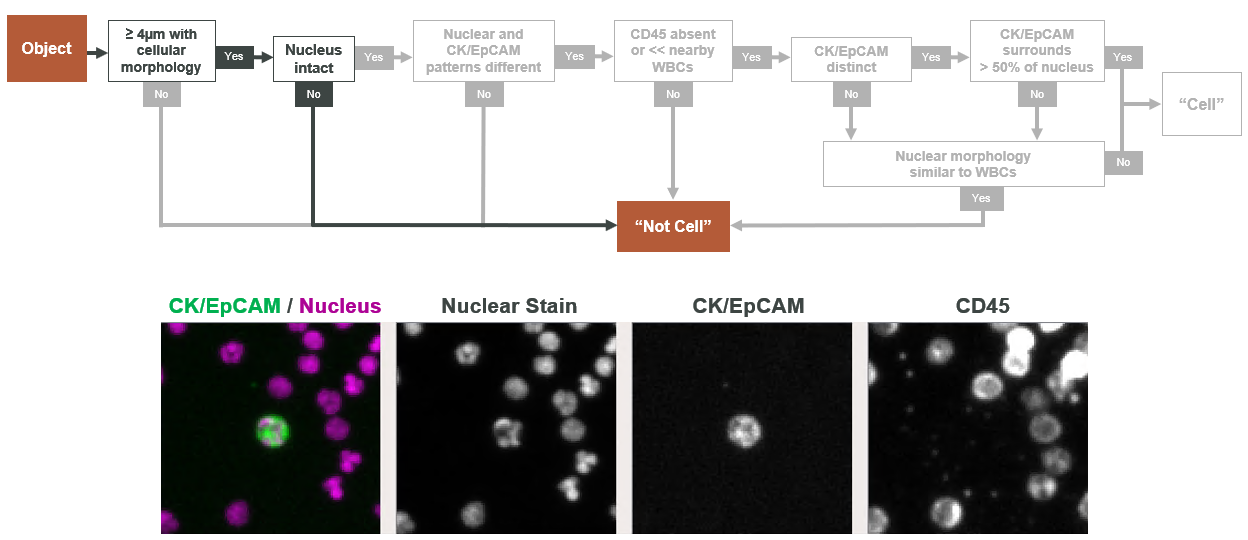 Object
≥ 4µm with
cellular
morphology
Yes
Nucleus
intact
Yes
Nuclear and
CK/EpCAM
patterns different
Yes
CD45 absent
or << nearby
WBCs
Yes
CK/EpCAM
distinct
Yes
CK/EpCAM
surrounds
> 50% of nucleus
Yes
“Cell”
No
No
No
No
No
No
Nuclear morphology
similar to WBCs
No
Yes
“Not Cell”
CK/EpCAM / Nucleus
Nuclear Stain
CK/EpCAM
CD45